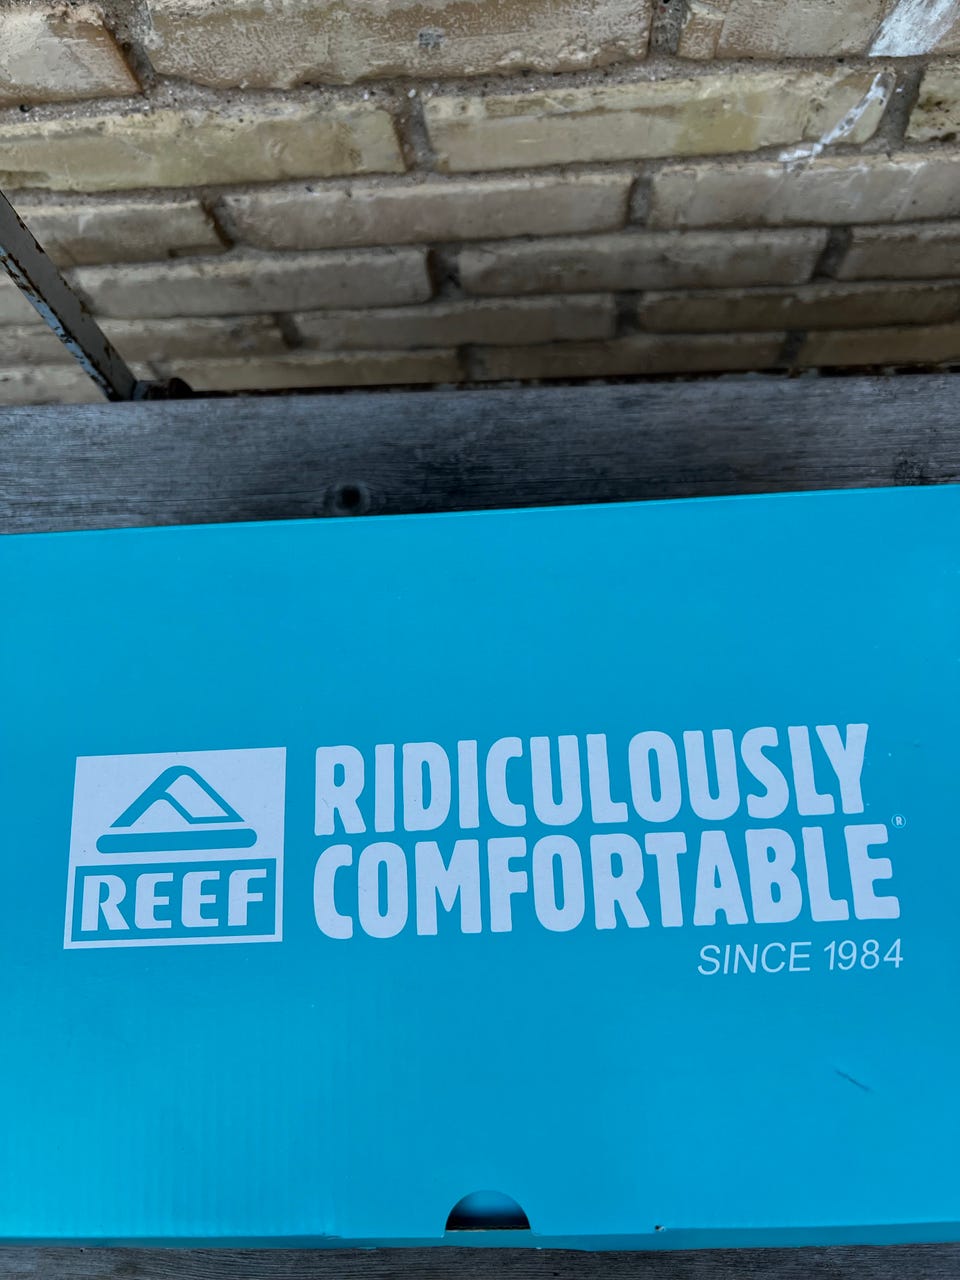 REEF
RIDICULOUSLY
COMFORTABLE®
SINCE 1984